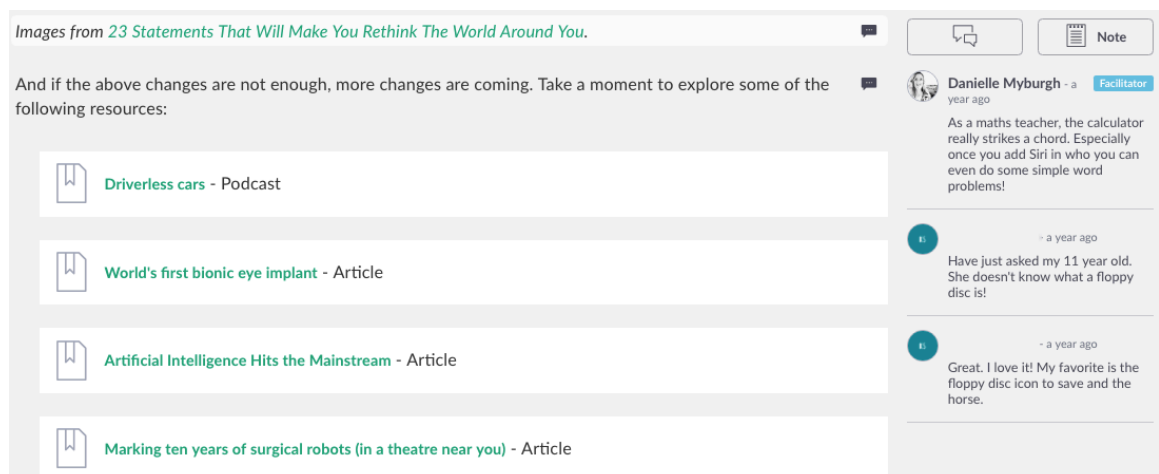 Images from 23 Statements That Will Make You Rethink The World Around You.
And if the above changes are not enough, more changes are coming. Take a moment to explore some of the
following resources:
Driverless cars - Podcast
World's first bionic eye implant - Article
Artificial Intelligence Hits the Mainstream - Article
Marking ten years of surgical robots (in a theatre near you) - Article
Note
Danielle Myburgh - a
year ago
Facilitator
As a maths teacher, the calculator
really strikes a chord. Especially
once you add Siri in who you can
even do some simple word
problems!
- a year ago
Have just asked my 11 year old.
She doesn't know what a floppy
disc is!
- a year ago
Great. I love it! My favorite is the
floppy disc icon to save and the
horse.